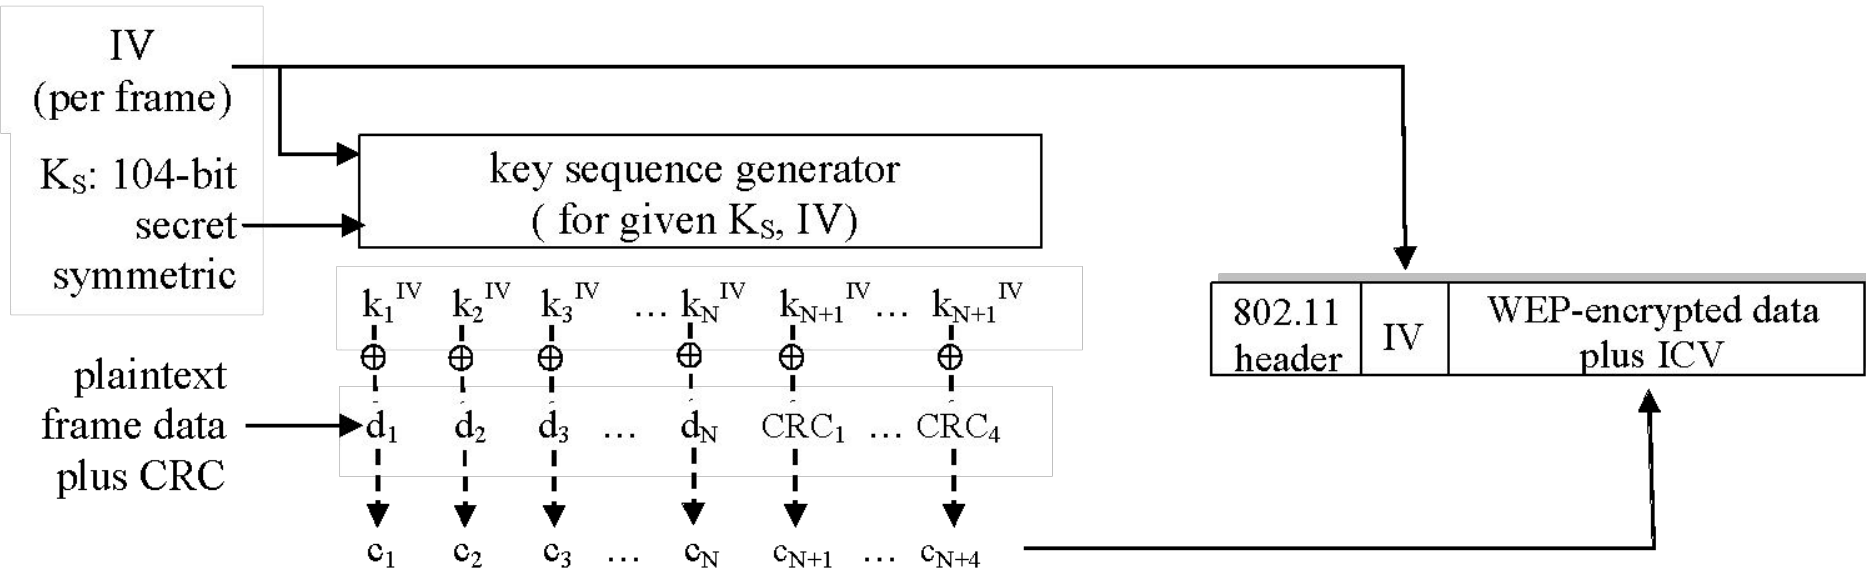 IV
(per frame)
K_S: 104-bit
secret
symmetric
key sequence generator
( for given K_S, IV)
k_1^IV k_2^IV k_3^IV … k_N^IV k_N+1^IV … k_N+1^IV
802.11
header
IV
WEP-encrypted data
plus ICV
plaintext
frame data
plus CRC
d_1 d_2 d_3 … d_N CRC_1 … CRC_4
c_1 c_2 c_3 … c_N c_N+1 … c_N+4